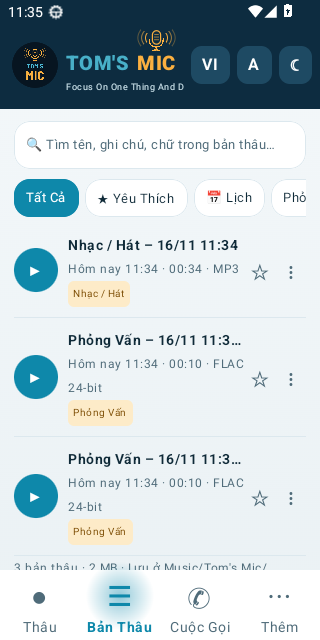 11:35
TOM'S
MIC
TOM'S MIC
Focus On One Thing And D
VI
A
🔍 Tìm tên, ghi chú, chữ trong bản thâu…
Tất Cả
★ Yêu Thích
📅 Lịch
Phỏ
Nhạc / Hát – 16/11 11:34
Hôm nay 11:34 · 00:34 · MP3
Nhạc / Hát
Phỏng Vấn – 16/11 11:3…
Hôm nay 11:34 · 00:10 · FLAC
24-bit
Phỏng Vấn
Phỏng Vấn – 16/11 11:3…
Hôm nay 11:34 · 00:10 · FLAC
24-bit
Phỏng Vấn
3 bản thâu · 2 MB · Lưu ở Music/Tom's Mic/
Thâu
Bản Thâu
Cuộc Gọi
Thêm